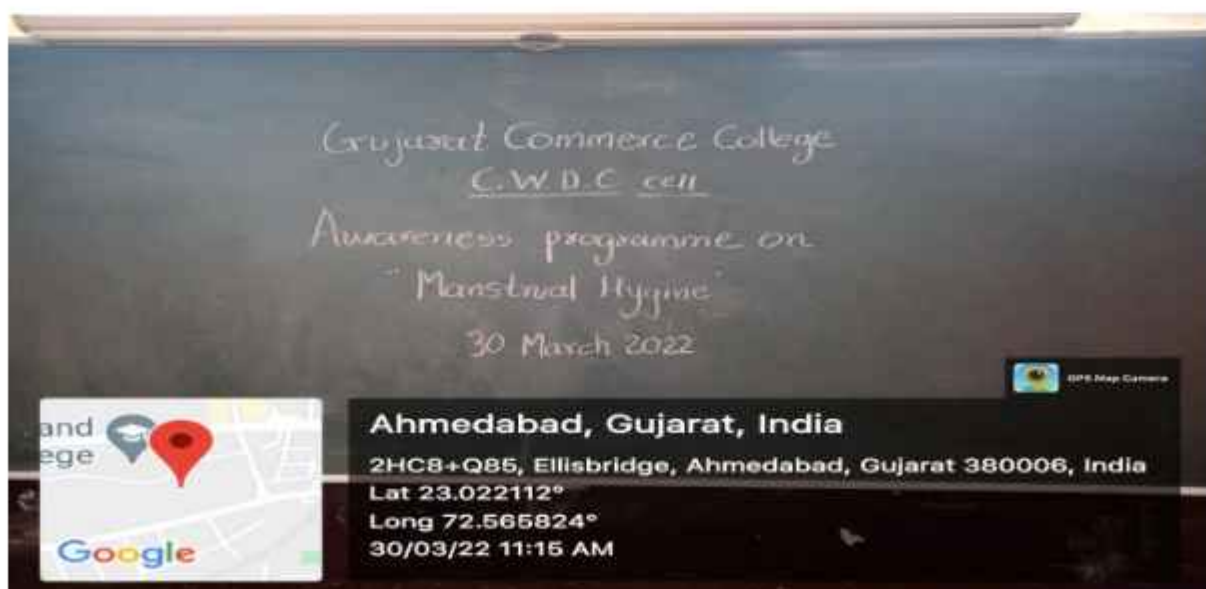 Gujarat Commerce College
C.W.D.C cell
Awareness programme on
"Manstrual Hygine"
30 March 2022
GPS Map Camera
and
ege
Google
Ahmedabad, Gujarat, India
2HC8+Q85, Ellisbridge, Ahmedabad, Gujarat 380006, India
Lat 23.022112°
Long 72.565824°
30/03/22 11:15 AM